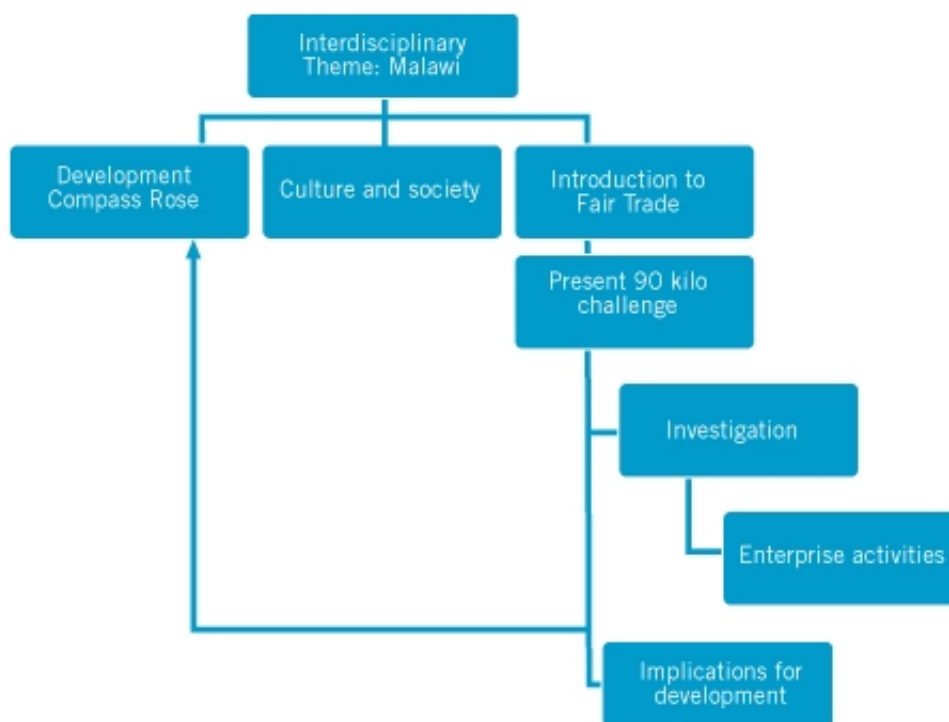 Interdisciplinary
Theme: Malawi
Development
Compass Rose
Culture and society
Introduction to
Fair Trade
Present 90 kilo
challenge
Investigation
Enterprise activities
Implications for
development